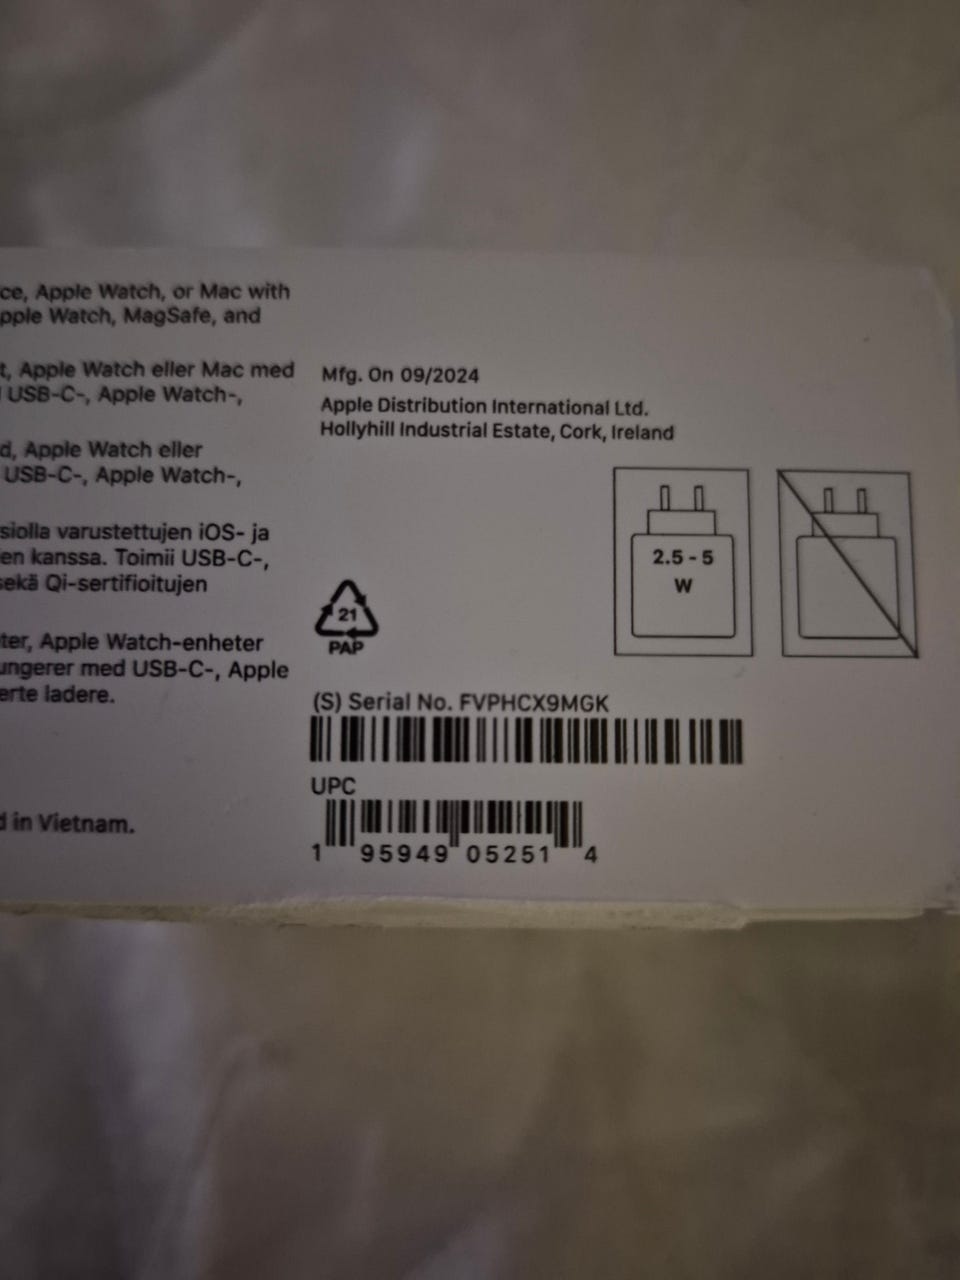 ce, Apple Watch, or Mac with
pple Watch, MagSafe, and
t, Apple Watch eller Mac med
USB-C-, Apple Watch-,
d, Apple Watch eller
USB-C-, Apple Watch-,
siolla varustettujen iOS- ja
en kanssa. Toimii USB-C-,
sekä Qi-sertifioitujen
ter, Apple Watch-enheter
ungerer med USB-C-, Apple
erte ladere.
d in Vietnam.
Mfg. On 09/2024
Apple Distribution International Ltd.
Hollyhill Industrial Estate, Cork, Ireland
2.5 - 5
W
21
PAP
(S) Serial No. FVPHCX9MGK
UPC
1 95949 05251 4